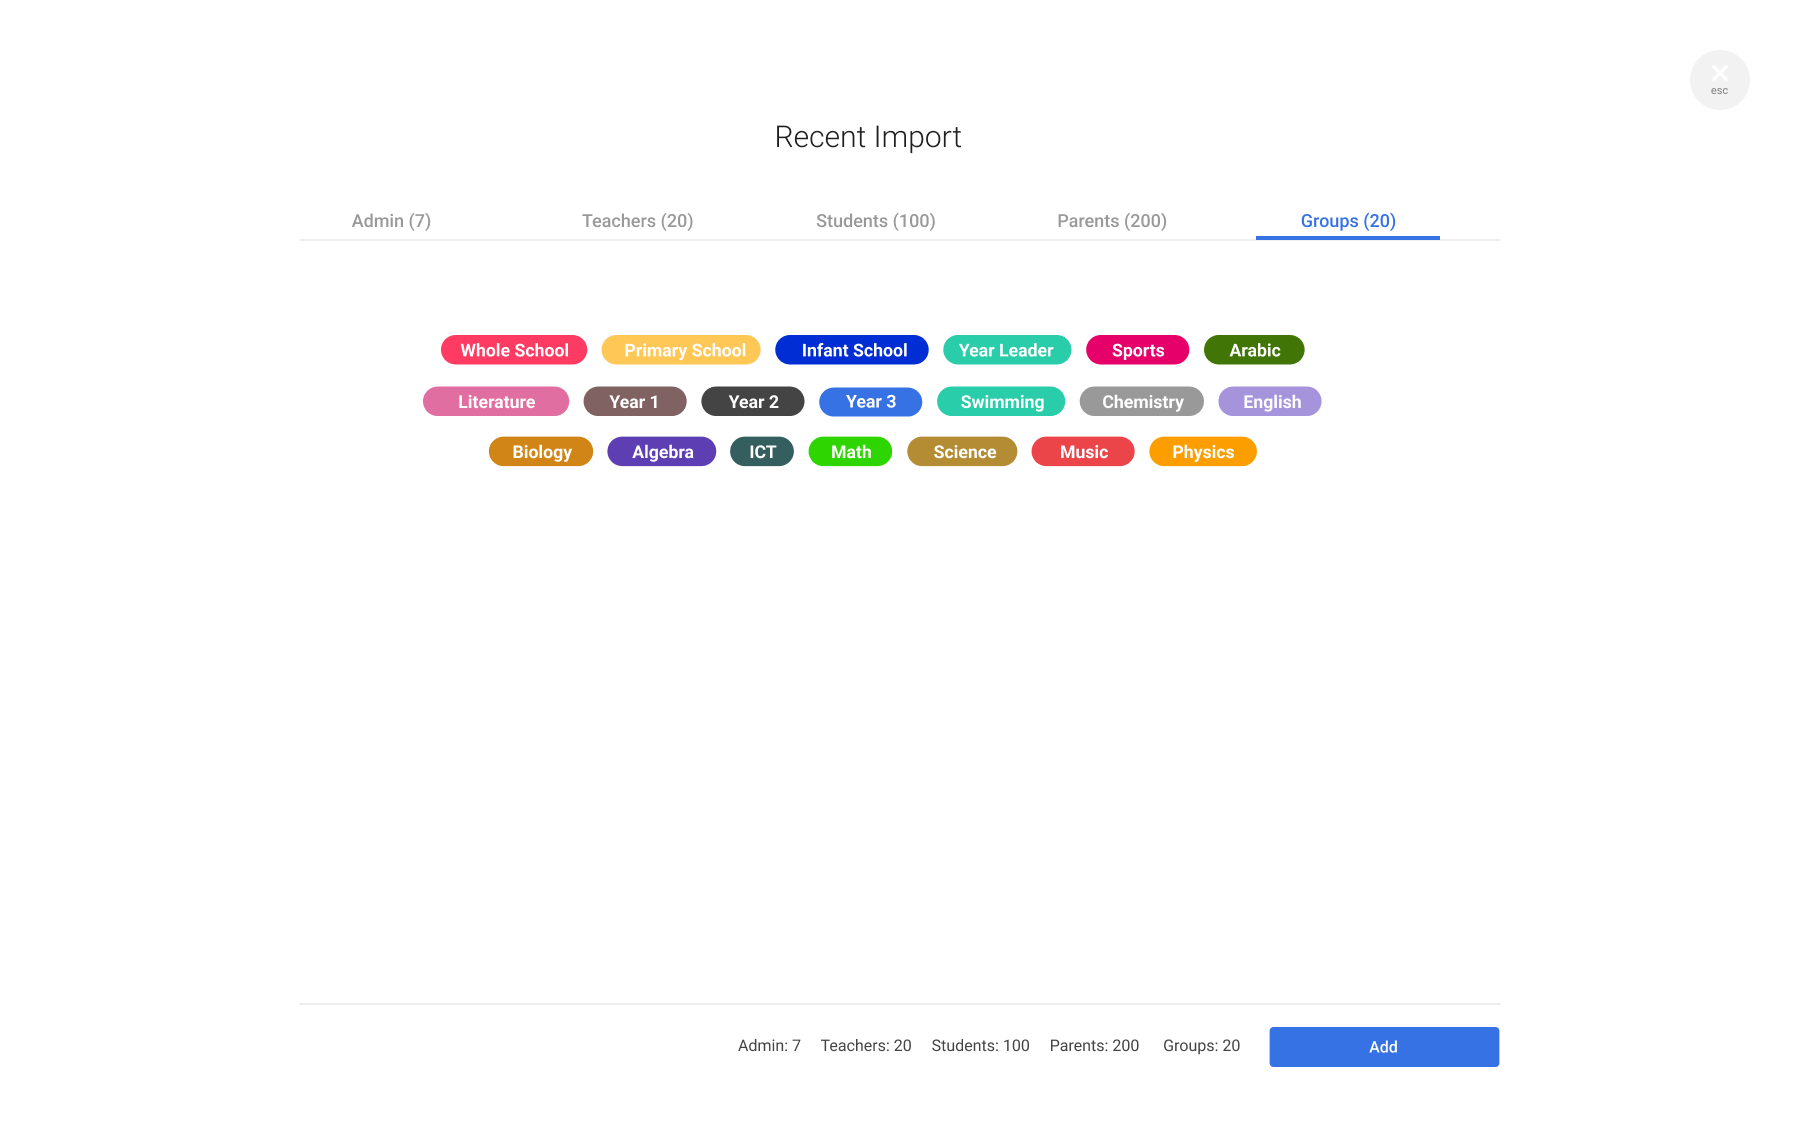 esc
Recent Import
Admin (7) Teachers (20) Students (100) Parents (200) Groups (20)
Whole School Primary School Infant School Year Leader Sports Arabic
Literature Year 1 Year 2 Year 3 Swimming Chemistry English
Biology Algebra ICT Math Science Music Physics
Admin: 7 Teachers: 20 Students: 100 Parents: 200 Groups: 20 Add